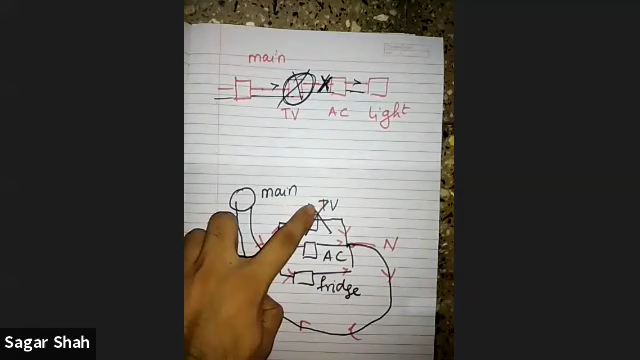 main
TV
AC
light
main
TV
N
AC
fridge
Sagar Shah